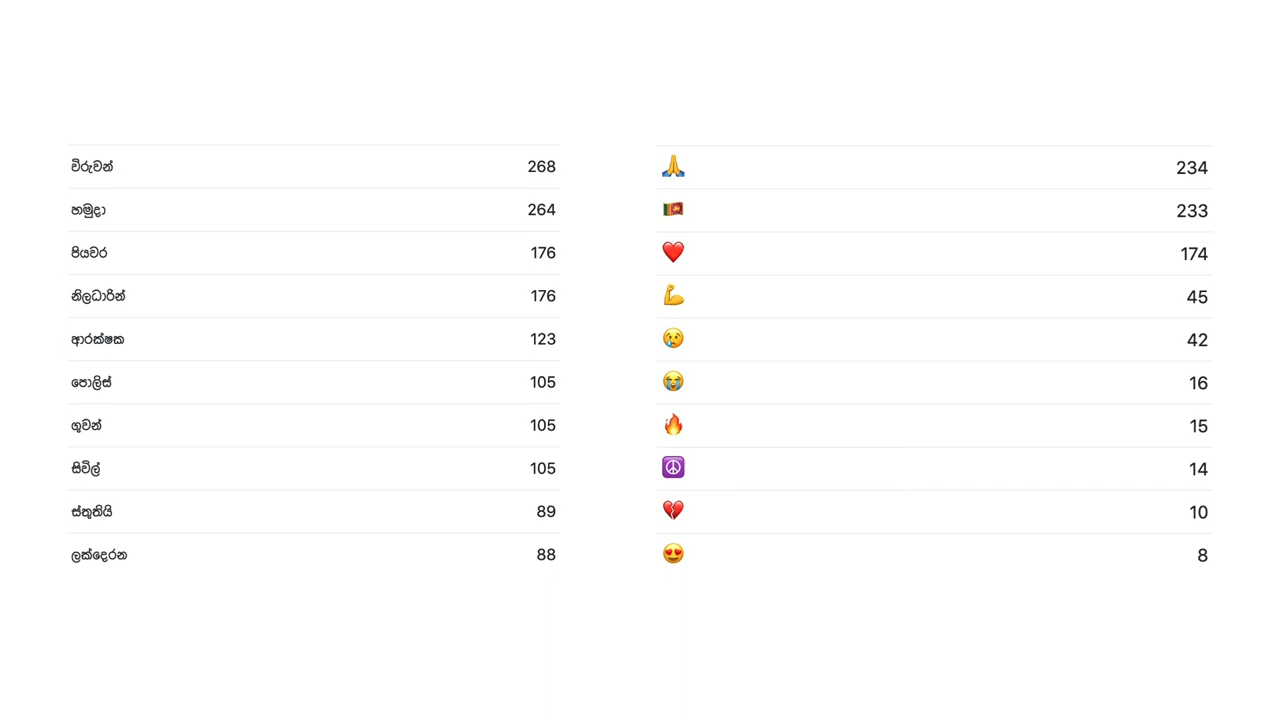 විරුවන් 268
හමුදා 264
පියවර 176
නිලධාරින් 176
ආරක්ෂක 123
පොලිස් 105
ගුවන් 105
සිවිල් 105
ස්තූතියි 89
ලක්දෙරන 88
🙏 234
🇱🇰 233
❤️ 174
💪 45
😢 42
😭 16
🔥 15
☮️ 14
💔 10
😍 8